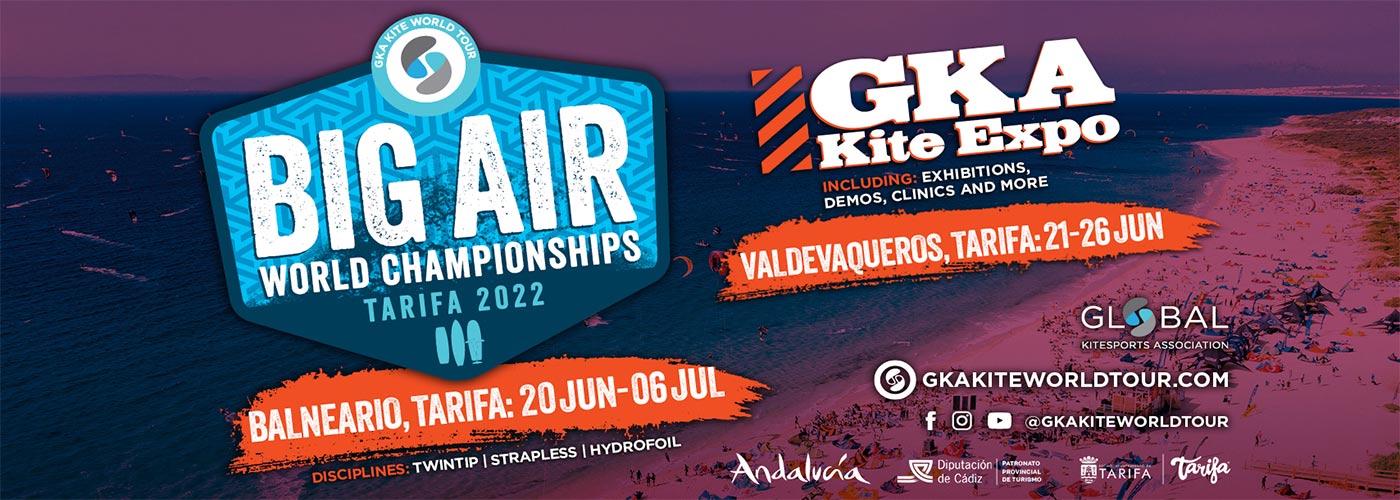 GKA KITE WORLD TOUR
BIG AIR
WORLD CHAMPIONSHIPS
TARIFA 2022
BALNEARIO, TARIFA: 20 JUN-06 JUL
DISCIPLINES: TWINTIP | STRAPLESS | HYDROFOIL
GKA
Kite Expo
INCLUDING: EXHIBITIONS,
DEMOS, CLINICS AND MORE
VALDEVAQUEROS, TARIFA: 21-26 JUN
GLOBAL
KITESPORTS ASSOCIATION
GKAKITEWORLDTOUR.COM
@GKAKITEWORLDTOUR
Andalucía
Diputación
de Cádiz
PATRONATO
PROVINCIAL
DE TURISMO
TARIFA
Tarifa